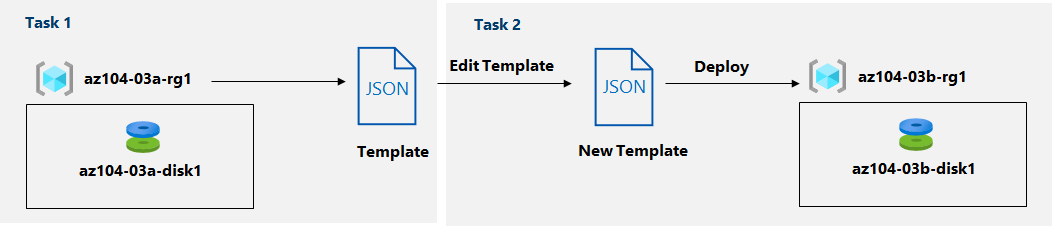 Task 1
az104-03a-rg1
az104-03a-disk1
JSON
Template
Task 2
Edit Template
JSON
New Template
Deploy
az104-03b-rg1
az104-03b-disk1